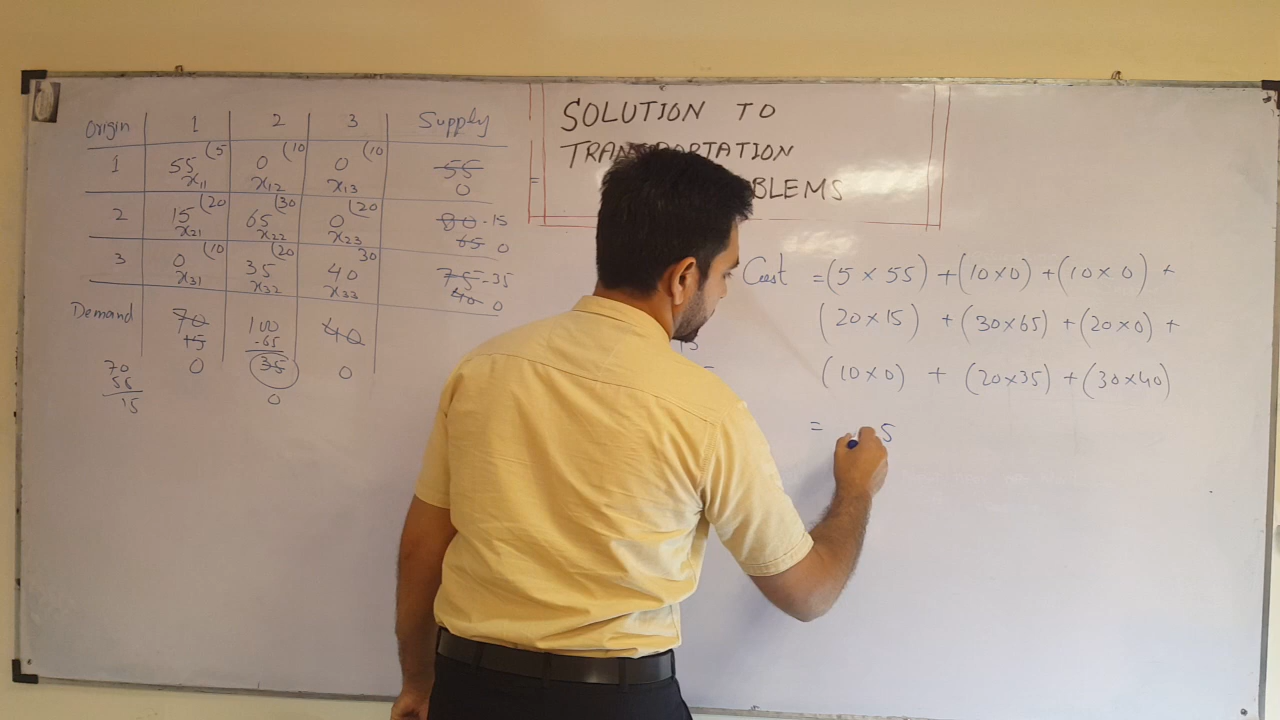 SOLUTION TO
TRANSPORTATION
BLEMS
Origin 1 2 3 Supply
1 55 (5 0 (10 0 (10 55
x11 x12 x13 0
2 15 (20 65 (30 0 (20 80 -15
x21 x22 x23 65 0
3 0 (10 35 (20 40 30 75 -35
x31 x32 x33 40 0
Demand 70 100 40
15 -65
0 35 0
0
70
55
15
=
Cost = (5 × 55) + (10×0) + (10×0) +
(20×15) + (30×65) + (20×0) +
(10×0) + (20×35) + (30×40)
= 5